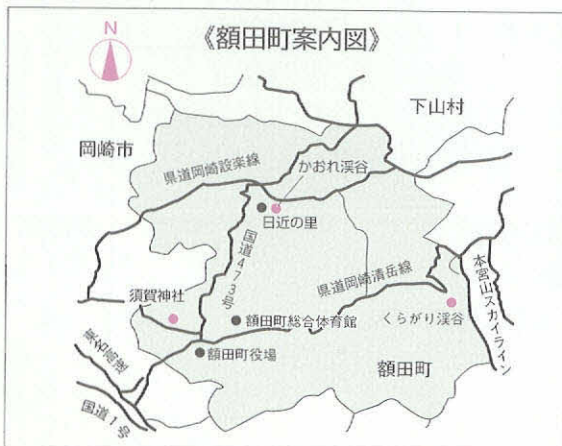 N
《額田町案内図》
下山村
岡崎市
県道岡崎設楽線
かおれ渓谷
日近の里
国道473号
県道岡崎清岳線
本宮山スカイライン
須賀神社
額田町総合体育館
くらがり渓谷
東名高速
額田町役場
額田町
国道1号